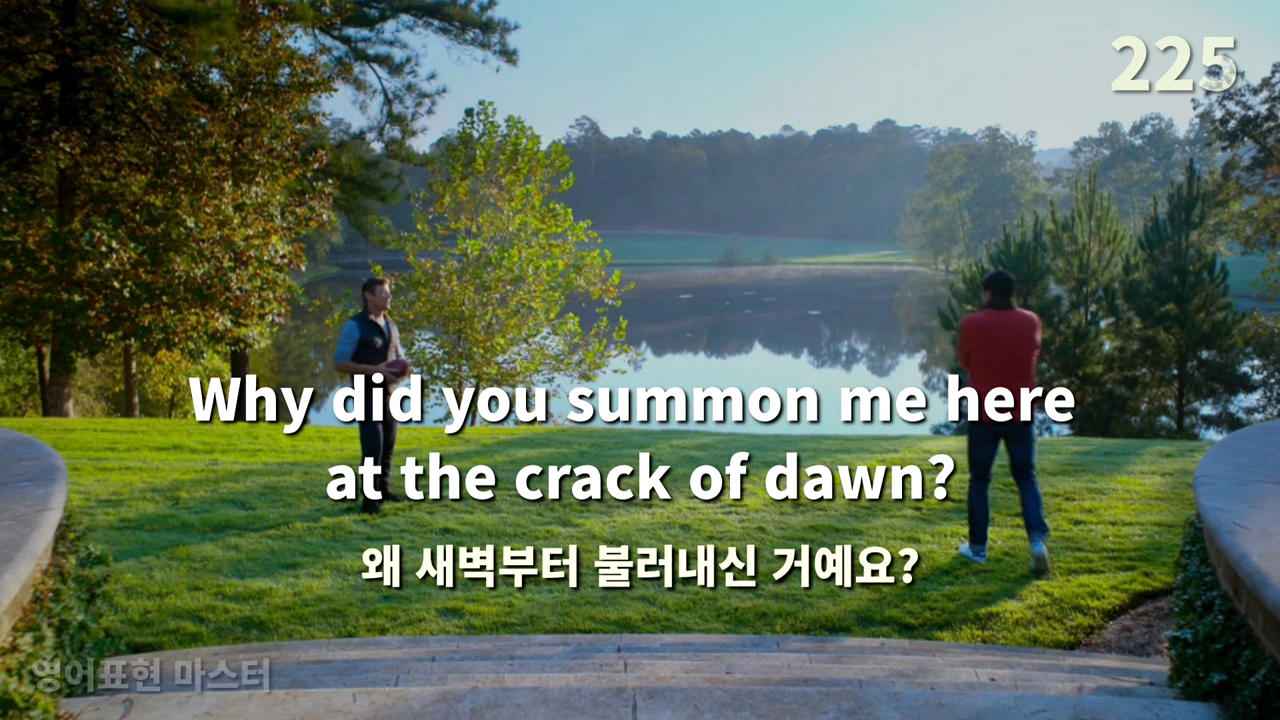 225
Why did you summon me here
at the crack of dawn?
왜 새벽부터 불러내신 거예요?
영어표현 마스터